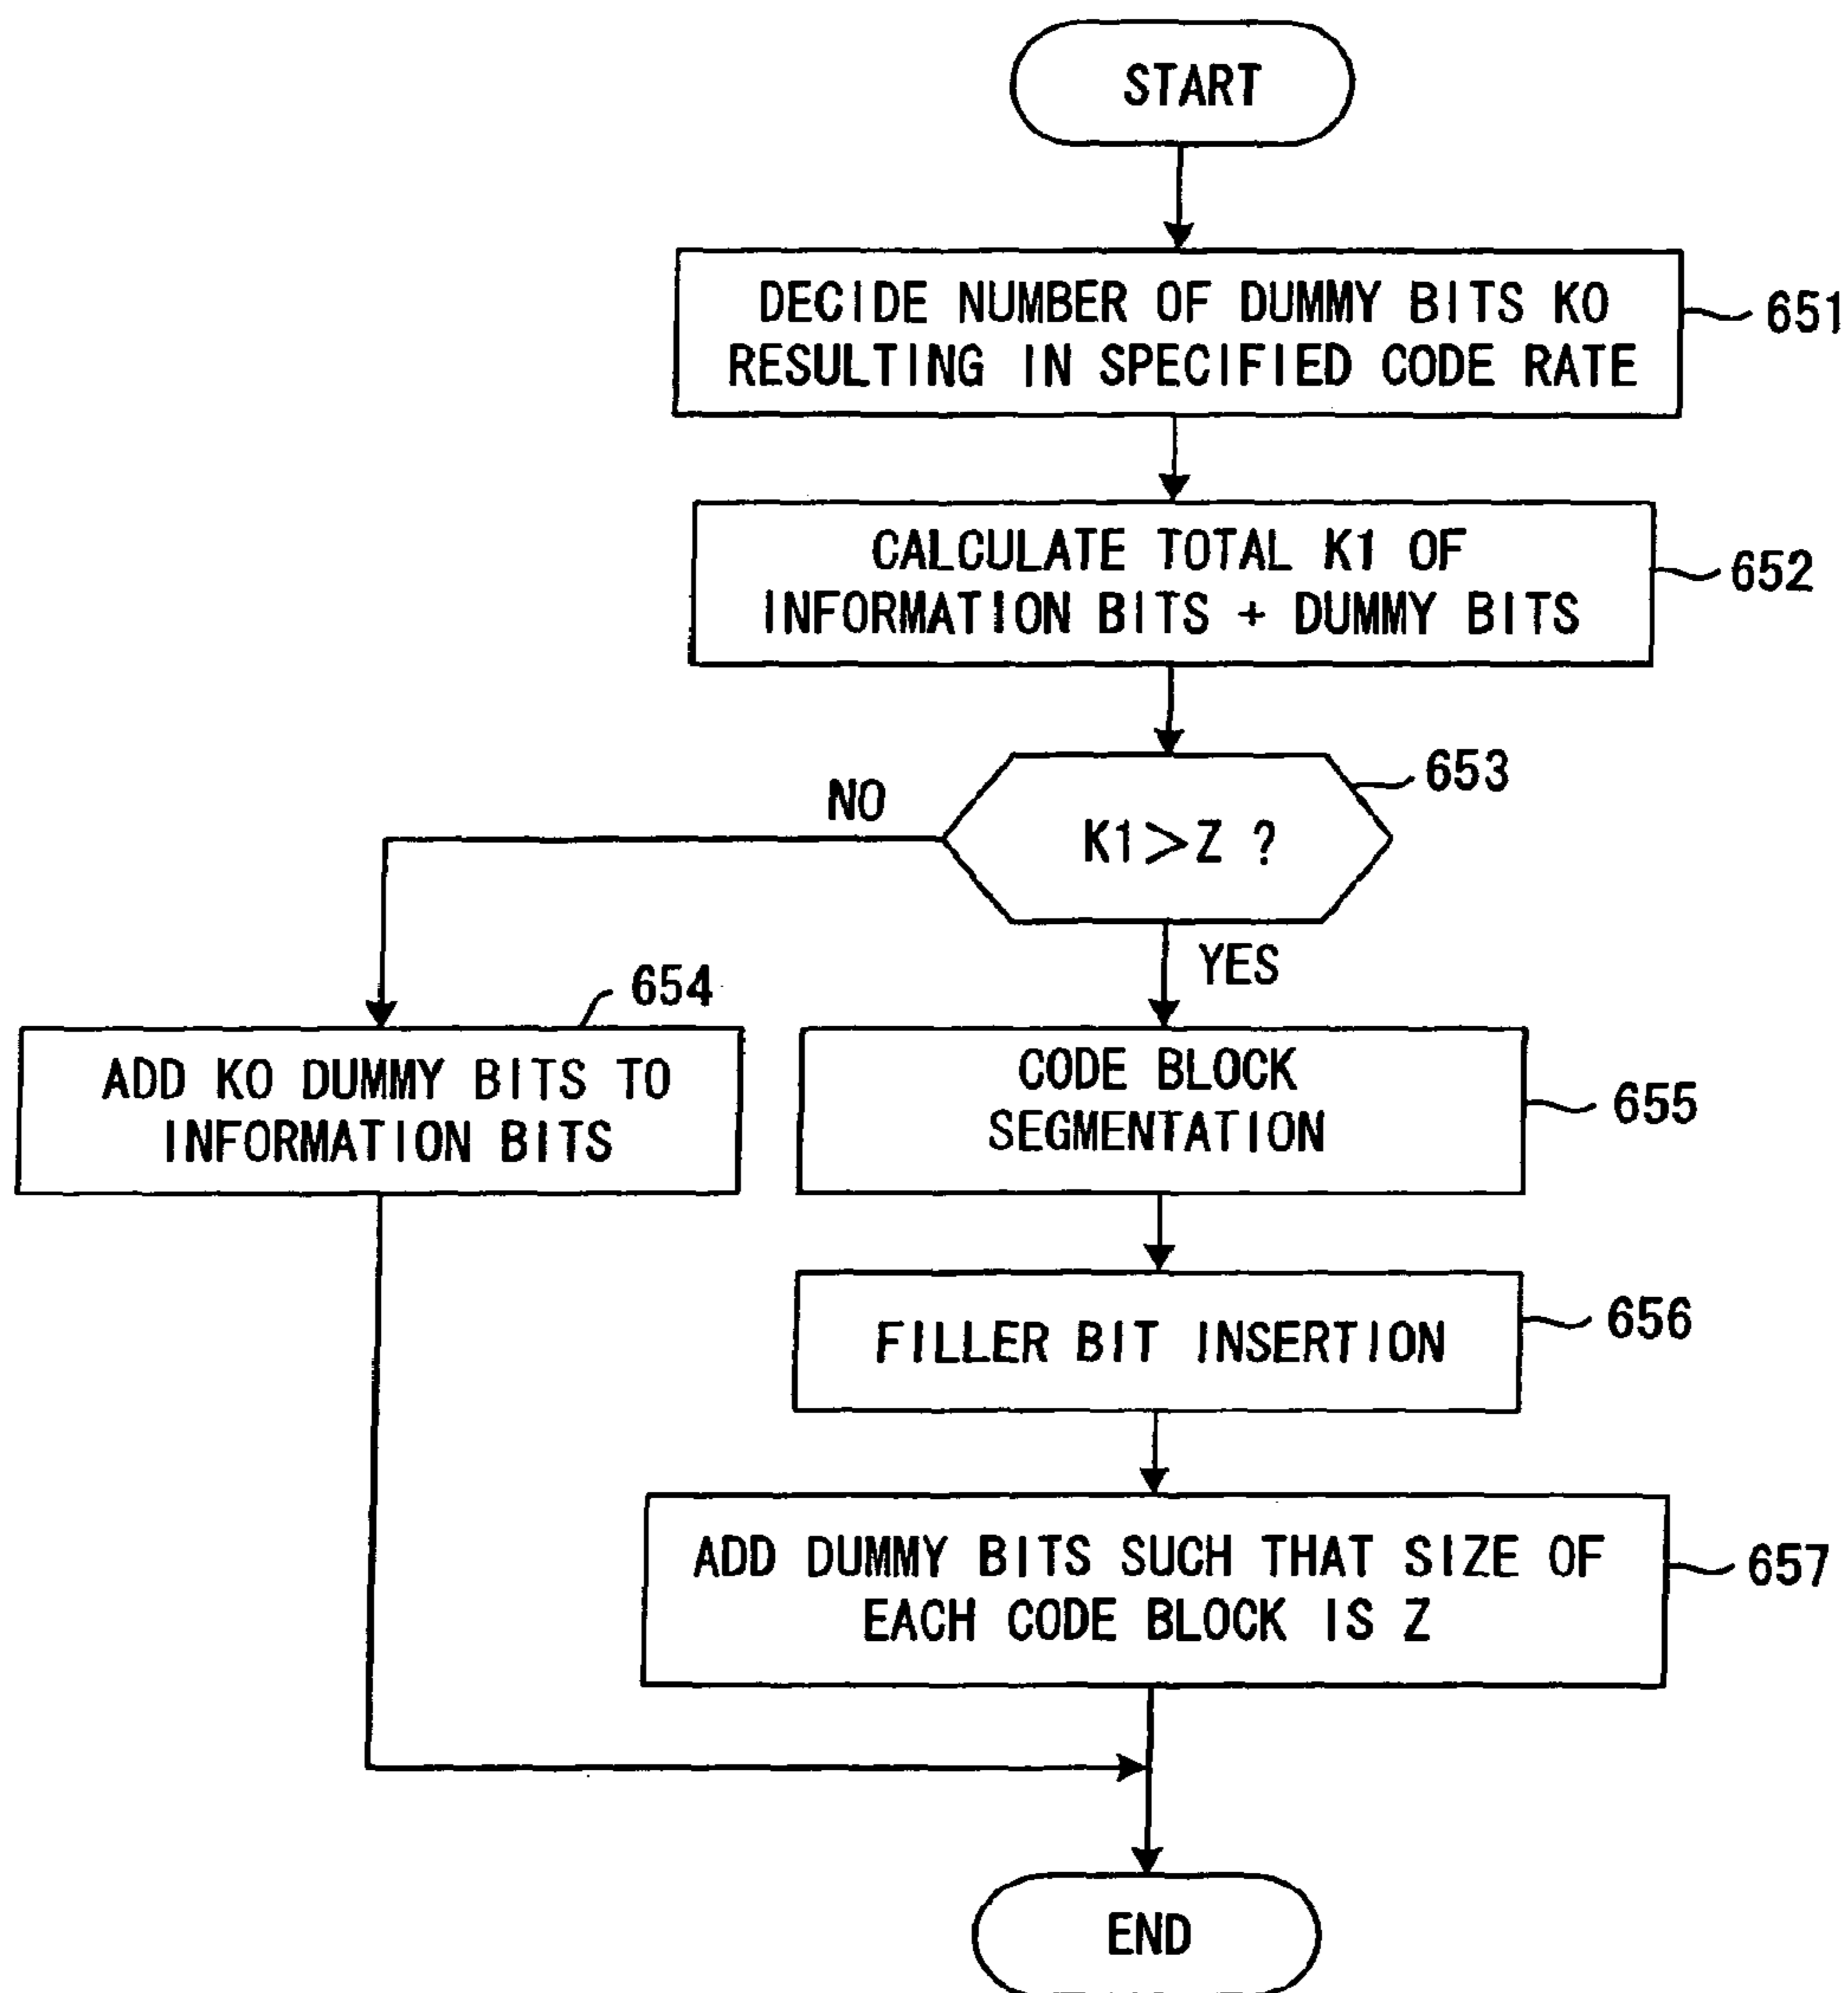 START
DECIDE NUMBER OF DUMMY BITS K0
RESULTING IN SPECIFIED CODE RATE
651
CALCULATE TOTAL K1 OF
INFORMATION BITS + DUMMY BITS
652
653
NO
K1>Z ?
YES
654
ADD K0 DUMMY BITS TO
INFORMATION BITS
CODE BLOCK
SEGMENTATION
655
FILLER BIT INSERTION
656
ADD DUMMY BITS SUCH THAT SIZE OF
EACH CODE BLOCK IS Z
657
END